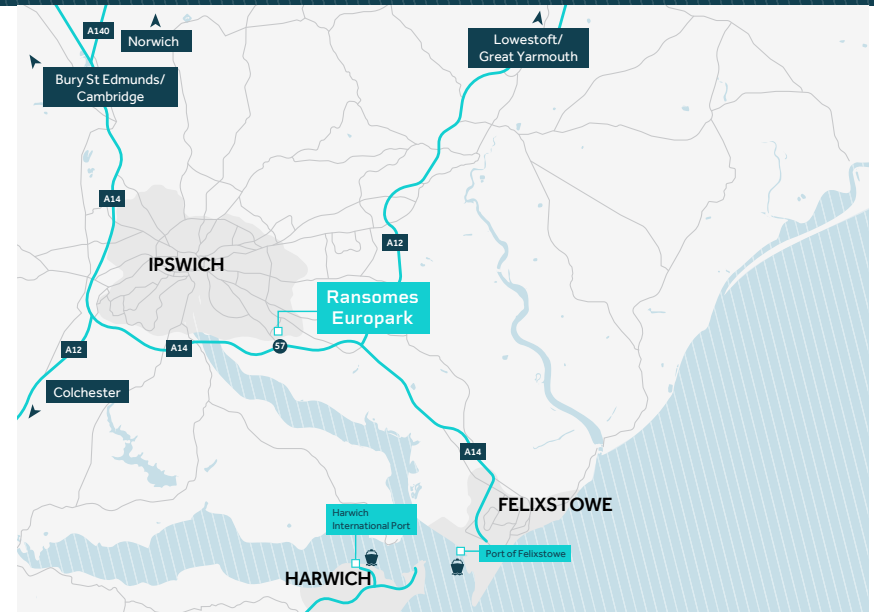 A140
Norwich
Lowestoft/
Great Yarmouth
Bury St Edmunds/
Cambridge
A14
A12
IPSWICH
Ransomes
Europark
57
A12
A14
Colchester
A14
FELIXSTOWE
Harwich
International Port
Port of Felixstowe
HARWICH